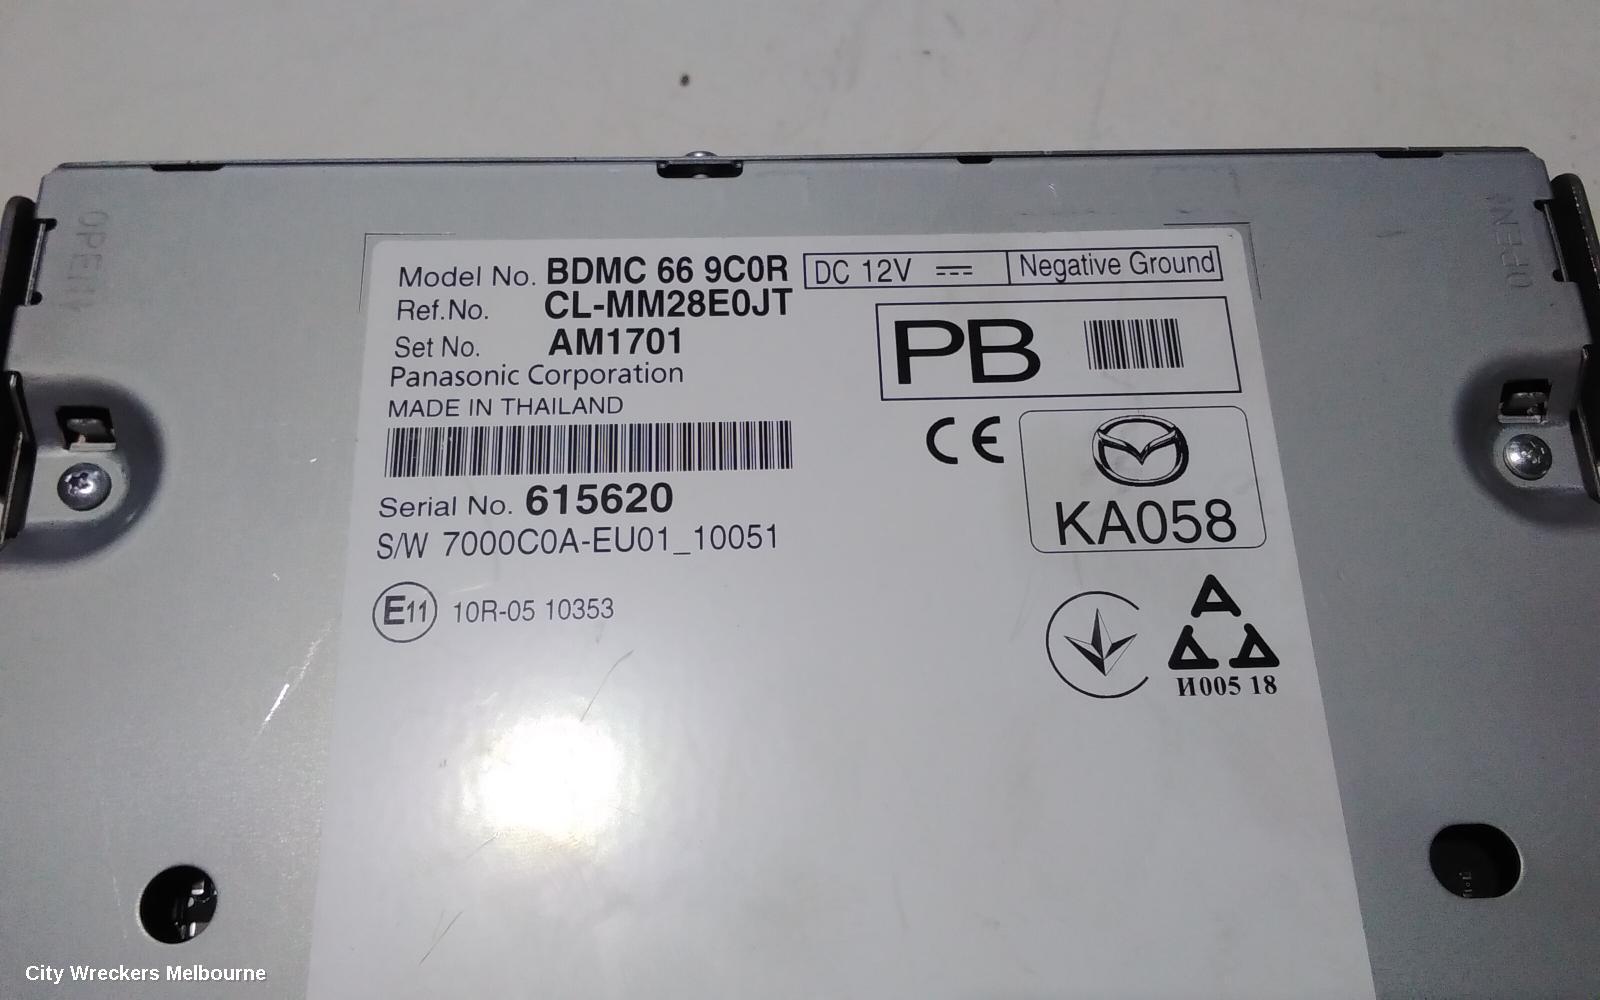 OPEN
OPEN
Model No. BDMC 66 9C0R
DC 12V
Negative Ground
Ref.No. CL-MM28E0JT
Set No. AM1701
Panasonic Corporation
MADE IN THAILAND
PB
CE
KA058
Serial No. 615620
S/W 7000C0A-EU01_10051
E11 10R-05 10353
И005 18
City Wreckers Melbourne